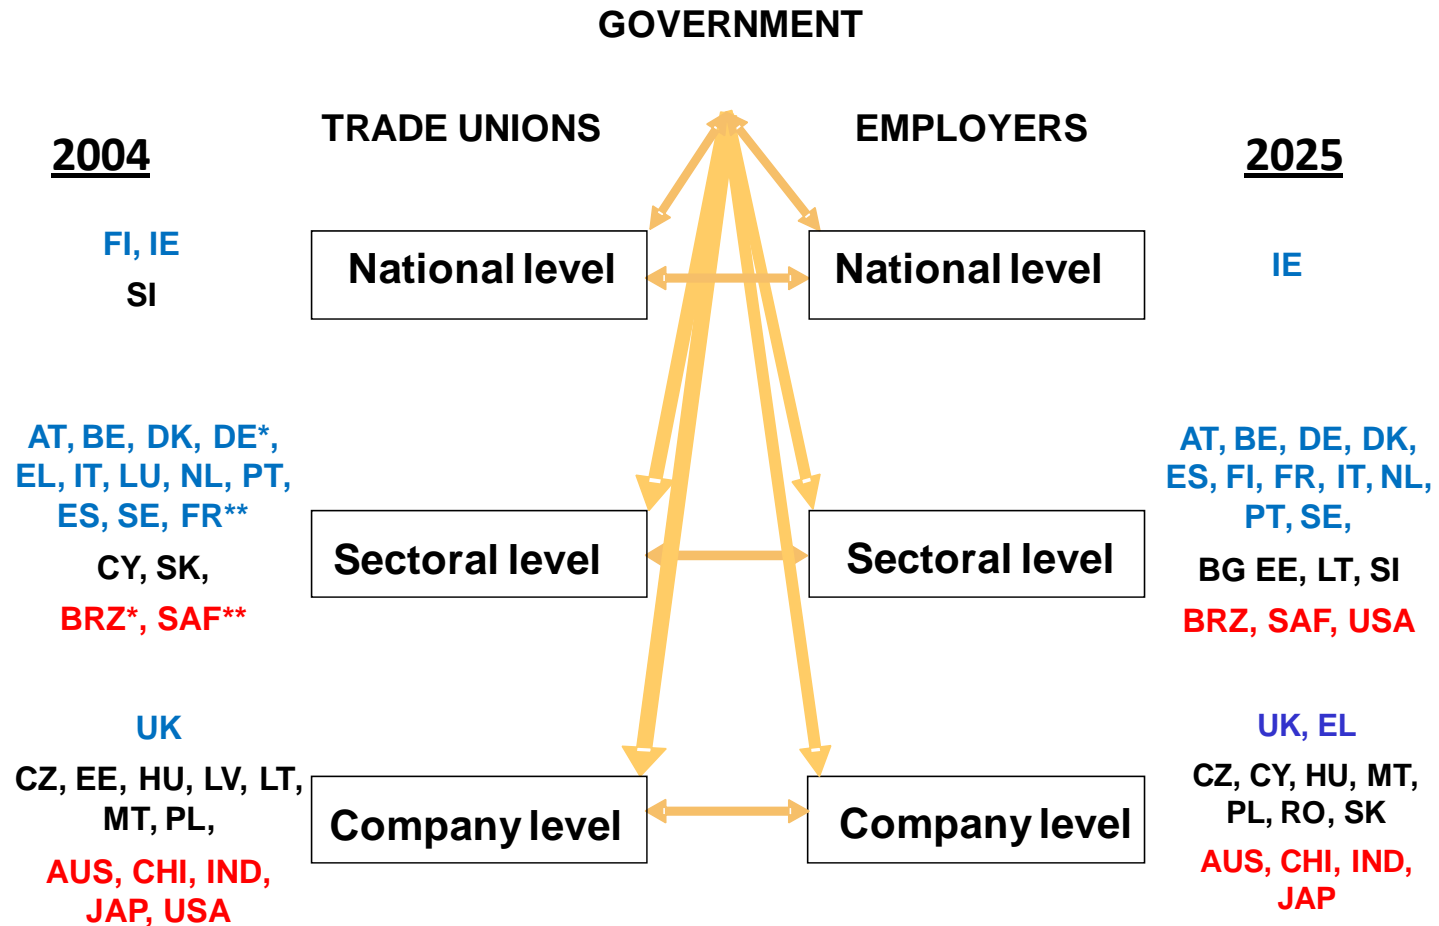 GOVERNMENT
TRADE UNIONS
EMPLOYERS
2004
2025
FI, IE
SI
National level
National level
IE
AT, BE, DK, DE*,
EL, IT, LU, NL, PT,
ES, SE, FR**
CY, SK,
BRZ*, SAF**
Sectoral level
Sectoral level
AT, BE, DE, DK,
ES, FI, FR, IT, NL,
PT, SE,
BG EE, LT, SI
BRZ, SAF, USA
UK
CZ, EE, HU, LV, LT,
MT, PL,
AUS, CHI, IND,
JAP, USA
Company level
Company level
UK, EL
CZ, CY, HU, MT,
PL, RO, SK
AUS, CHI, IND,
JAP